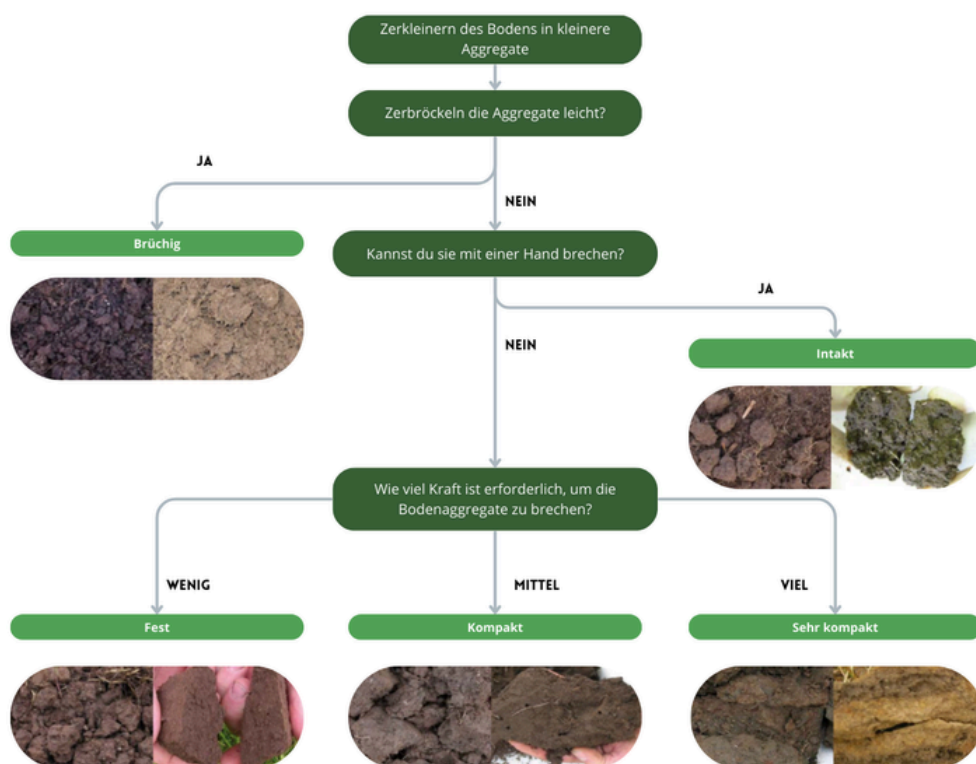 Zerkleinern des Bodens in kleinere
Aggregate
Zerbröckeln die Aggregate leicht?
JA
NEIN
Brüchig
Kannst du sie mit einer Hand brechen?
JA
NEIN
Intakt
Wie viel Kraft ist erforderlich, um die
Bodenaggregate zu brechen?
WENIG
MITTEL
VIEL
Fest
Kompakt
Sehr kompakt